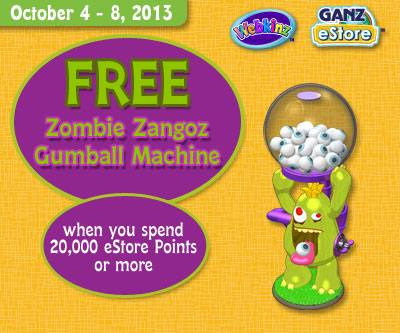 October 4 - 8, 2013
Webkinz
GANZ
eStore
FREE
Zombie Zangoz
Gumball Machine
when you spend
20,000 eStore Points
or more